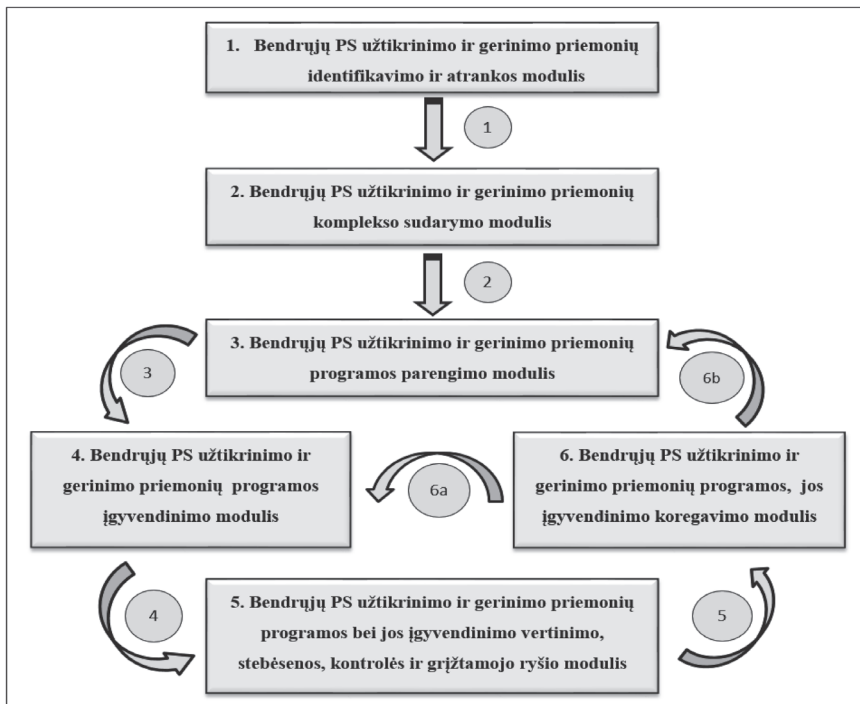 1. Bendrųjų PS užtikrinimo ir gerinimo priemonių
identifikavimo ir atrankos modulis
1
2. Bendrųjų PS užtikrinimo ir gerinimo priemonių
komplekso sudarymo modulis
2
3. Bendrųjų PS užtikrinimo ir gerinimo priemonių
programos parengimo modulis
3
6b
4. Bendrųjų PS užtikrinimo ir
gerinimo priemonių programos
įgyvendinimo modulis
6a
6. Bendrųjų PS užtikrinimo ir
gerinimo priemonių programos, jos
įgyvendinimo koregavimo modulis
4
5. Bendrųjų PS užtikrinimo ir gerinimo priemonių
programos bei jos įgyvendinimo vertinimo,
stebėsenos, kontrolės ir grįžtamojo ryšio modulis
5